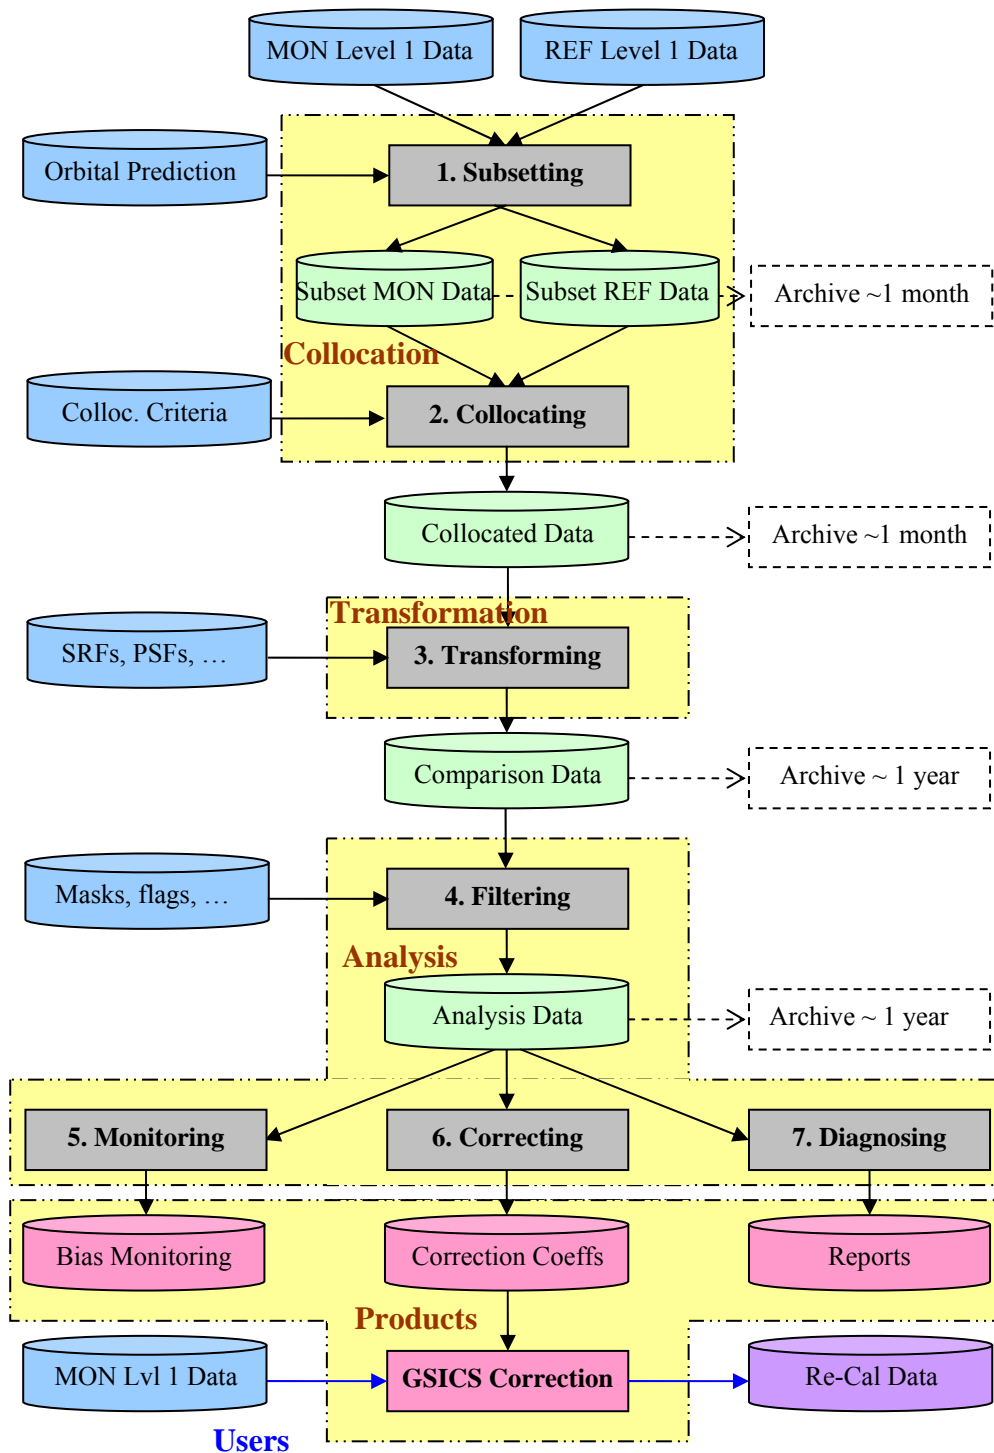 MON Level 1 Data
REF Level 1 Data
Orbital Prediction
1. Subsetting
Subset MON Data
Subset REF Data
Archive ~1 month
Collocation
Colloc. Criteria
2. Collocating
Collocated Data
Archive ~1 month
Transformation
SRFs, PSFs, …
3. Transforming
Comparison Data
Archive ~ 1 year
Masks, flags, …
4. Filtering
Analysis
Analysis Data
Archive ~ 1 year
5. Monitoring
6. Correcting
7. Diagnosing
Bias Monitoring
Correction Coeffs
Reports
Products
MON Lvl 1 Data
GSICS Correction
Re-Cal Data
Users